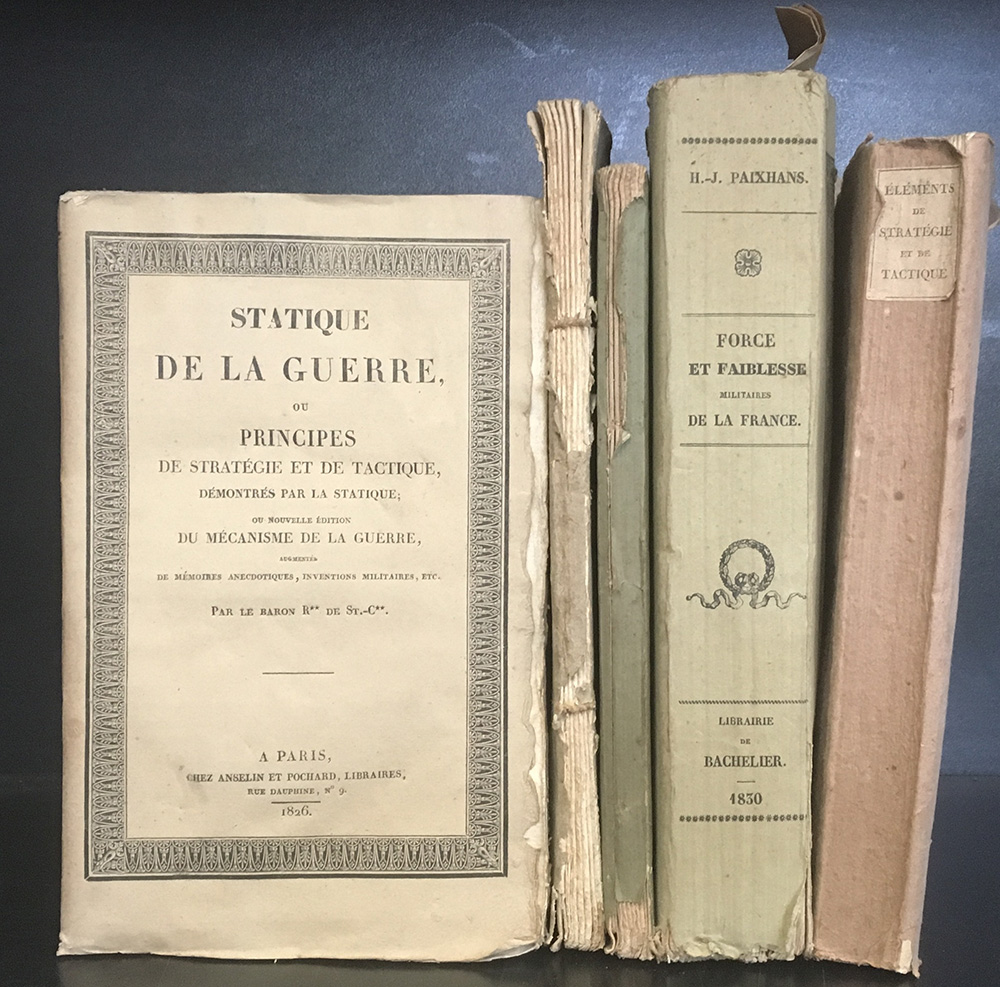 STATIQUE
DE LA GUERRE,
OU
PRINCIPES
DE STRATÉGIE ET DE TACTIQUE,
DÉMONTRÉS PAR LA STATIQUE;
OU NOUVELLE ÉDITION
DU MÉCANISME DE LA GUERRE,
AUGMENTÉE
DE MÉMOIRES ANECDOTIQUES, INVENTIONS MILITAIRES, ETC.
PAR LE BARON R** DE ST.-C**.
A PARIS,
CHEZ ANSELIN ET POCHARD, LIBRAIRES,
RUE DAUPHINE, N° 9.
1826.
H.-J. PAIXHANS.
FORCE
ET FAIBLESSE
MILITAIRES
DE LA FRANCE.
LIBRAIRIE
DE
BACHELIER.
1830
ÉLÉMENTS
DE
STRATÉGIE
ET DE
TACTIQUE